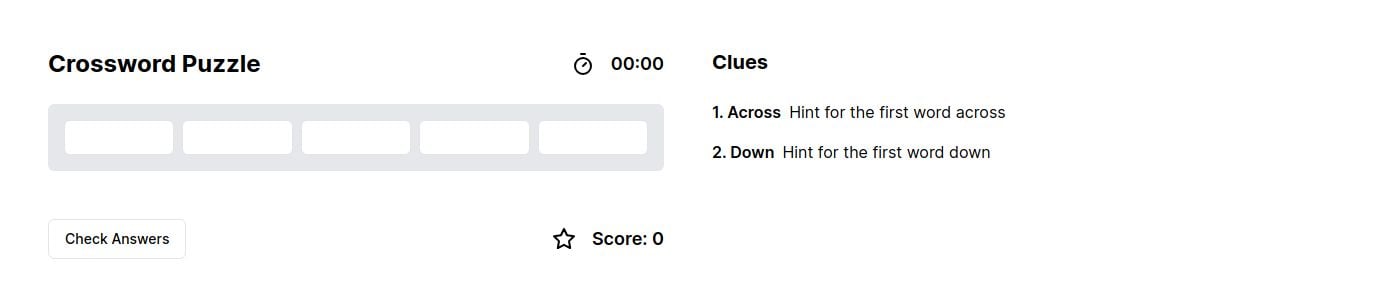 Crossword Puzzle
00:00
Check Answers
Score: 0
Clues
1. Across Hint for the first word across
2. Down Hint for the first word down